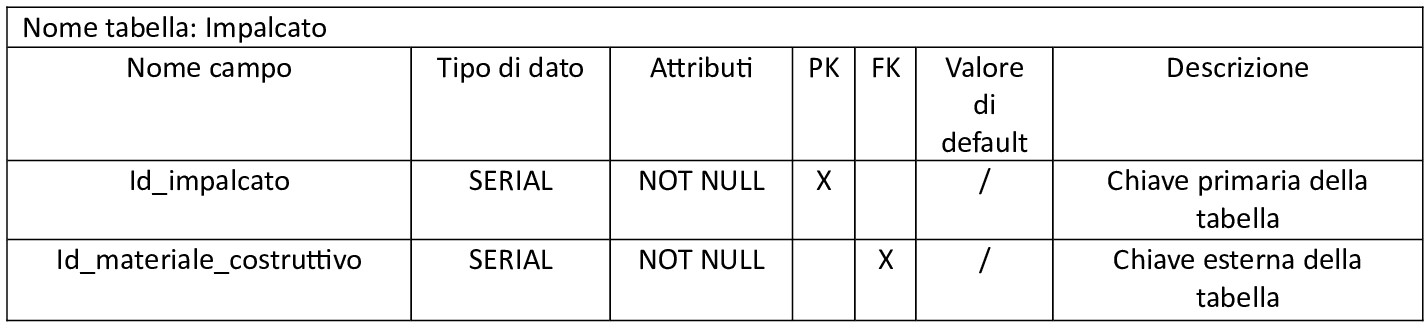 Nome tabella: Impalcato
Nome campo Tipo di dato Attributi PK FK Valore di default Descrizione
Id_impalcato SERIAL NOT NULL X / Chiave primaria della tabella
Id_materiale_costruttivo SERIAL NOT NULL X / Chiave esterna della tabella